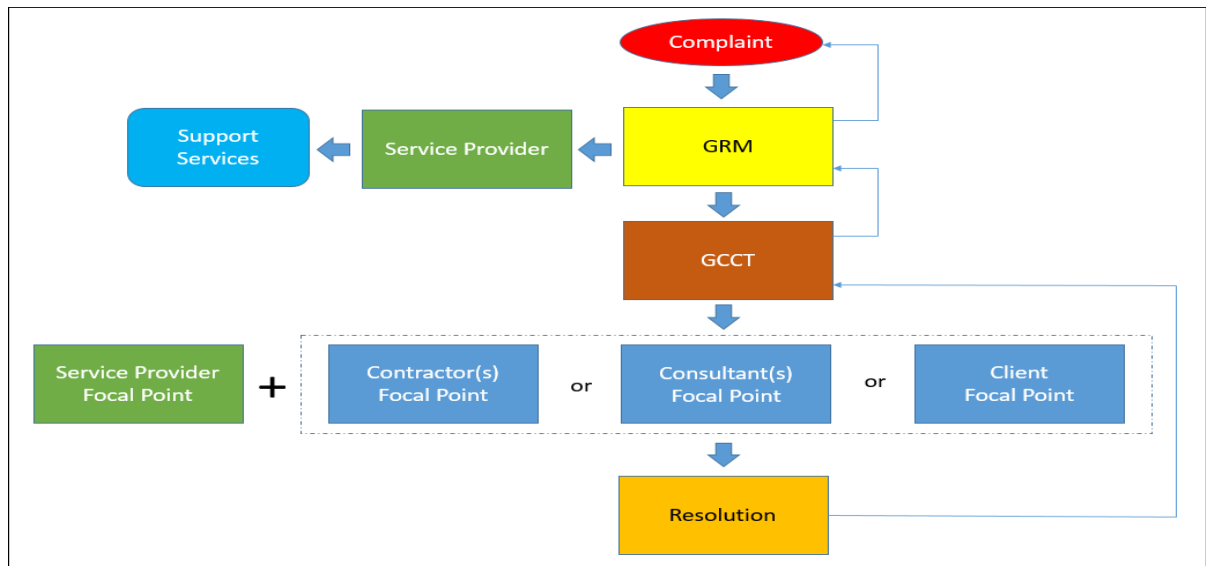 Complaint
Support
Services
Service Provider
GRM
GCCT
Service Provider
Focal Point
+
Contractor(s)
Focal Point
or
Consultant(s)
Focal Point
or
Client
Focal Point
Resolution